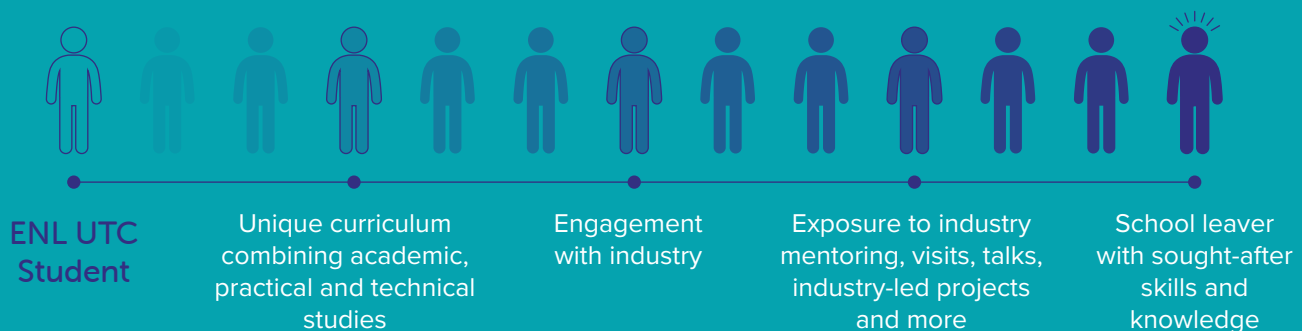 ENL UTC
Student
Unique curriculum
combining academic,
practical and technical
studies
Engagement
with industry
Exposure to industry
mentoring, visits, talks,
industry-led projects
and more
School leaver
with sought-after
skills and
knowledge